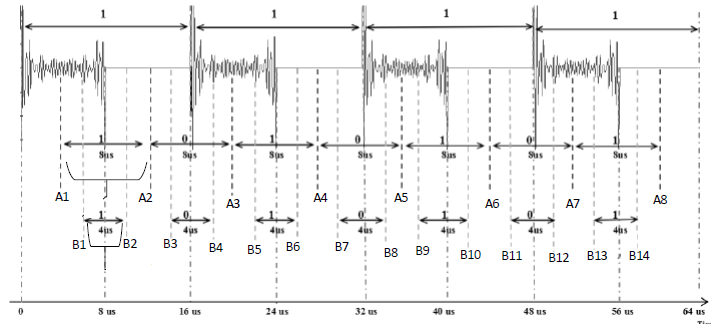 1 1 1 1
1 0 1 0 1 0 1
8us 8us 8us 8us 8us 8us 8us
A1 A2 A3 A4 A5 A6 A7 A8
1 0 1 0 1 0 1
4us 4us 4us 4us 4us 4us 4us
B1 B2 B3 B4 B5 B6 B7 B8 B9 B10 B11 B12 B13 B14
0 8 us 16 us 24 us 32 us 40 us 48 us 56 us 64 us